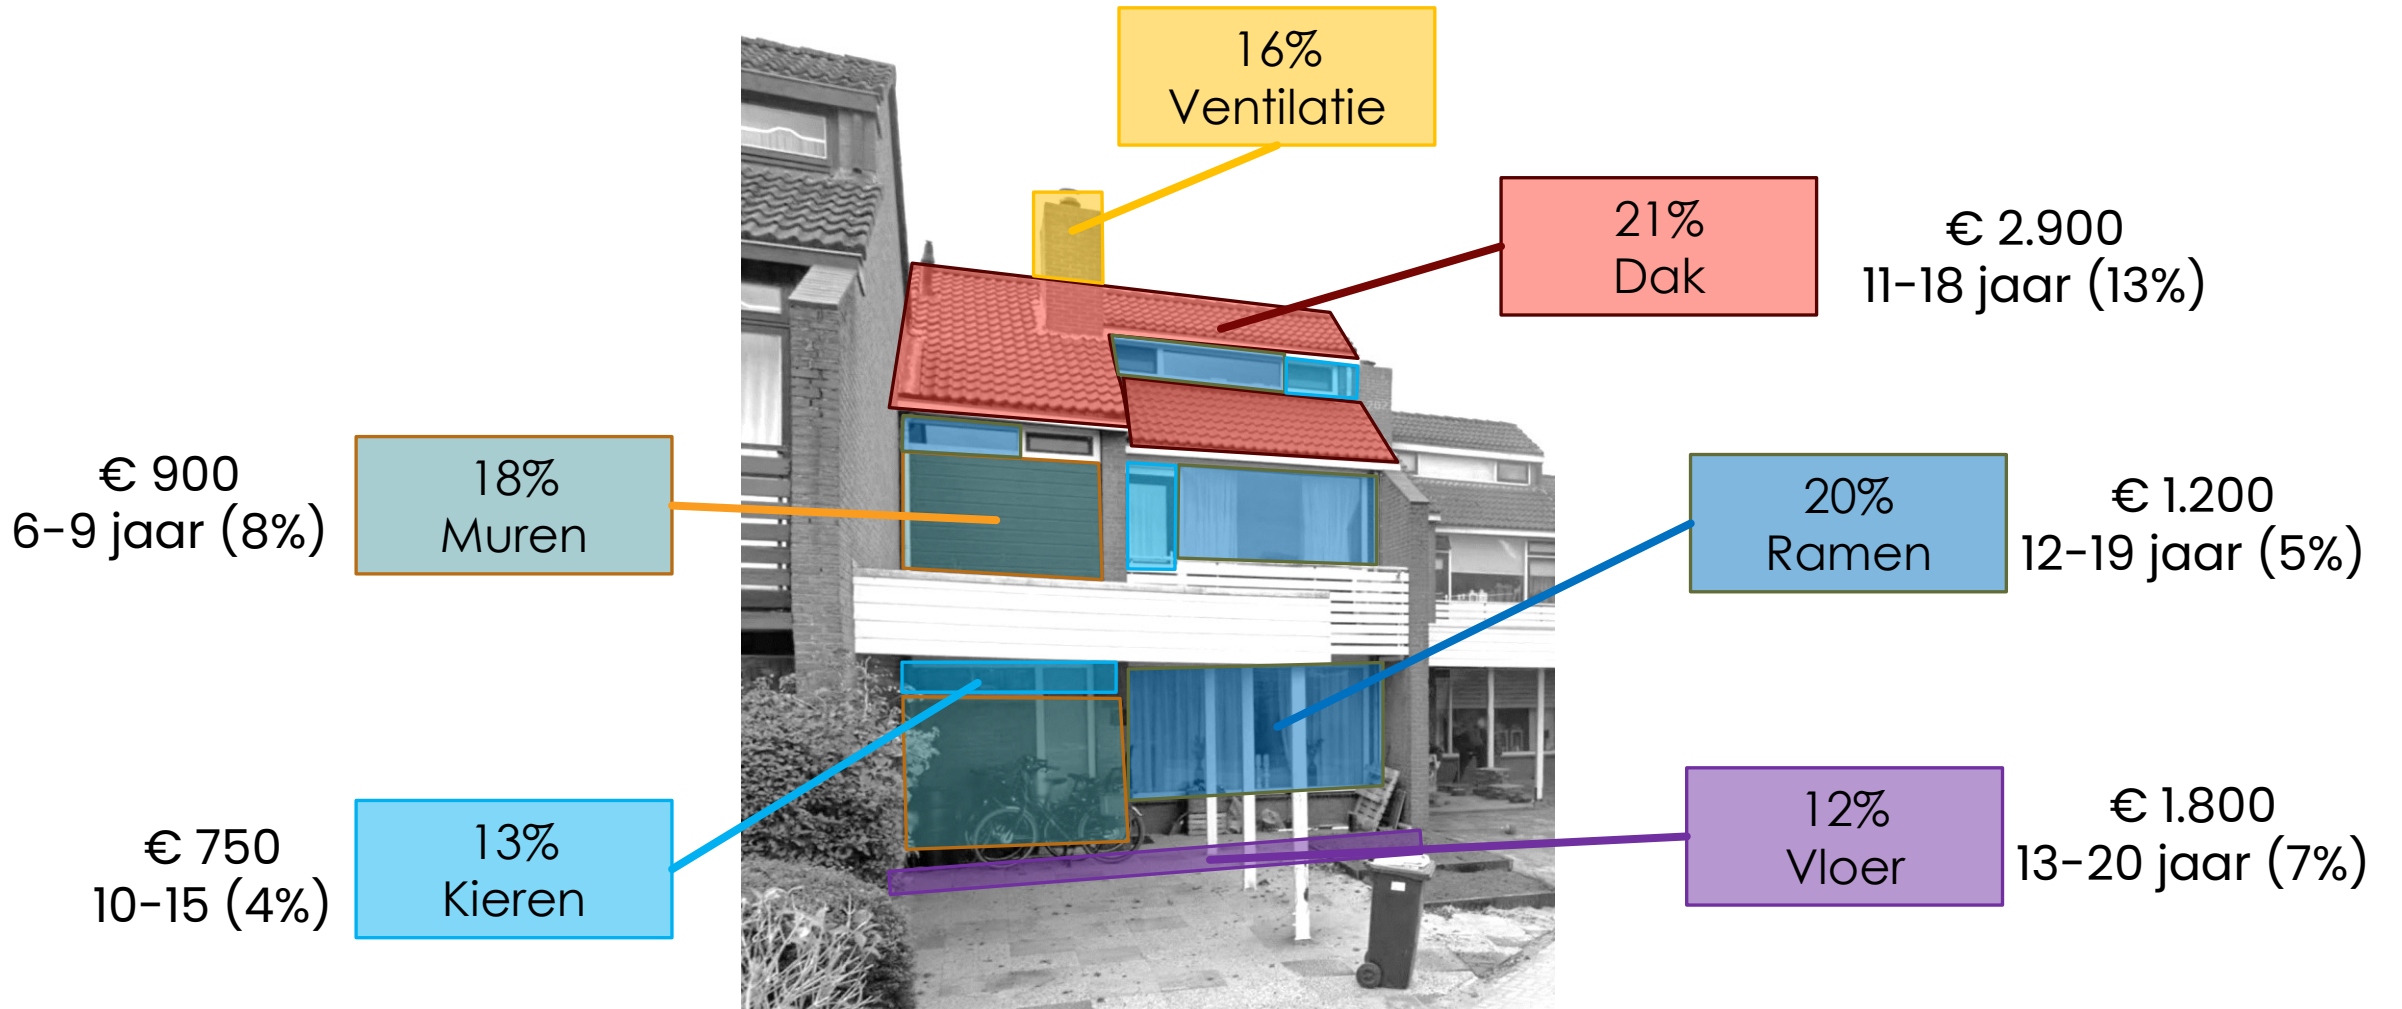 16%
Ventilatie
21%
Dak
€ 2.900
11-18 jaar (13%)
€ 900
6-9 jaar (8%)
18%
Muren
20%
Ramen
€ 1.200
12-19 jaar (5%)
€ 750
10-15 (4%)
13%
Kieren
12%
Vloer
€ 1.800
13-20 jaar (7%)